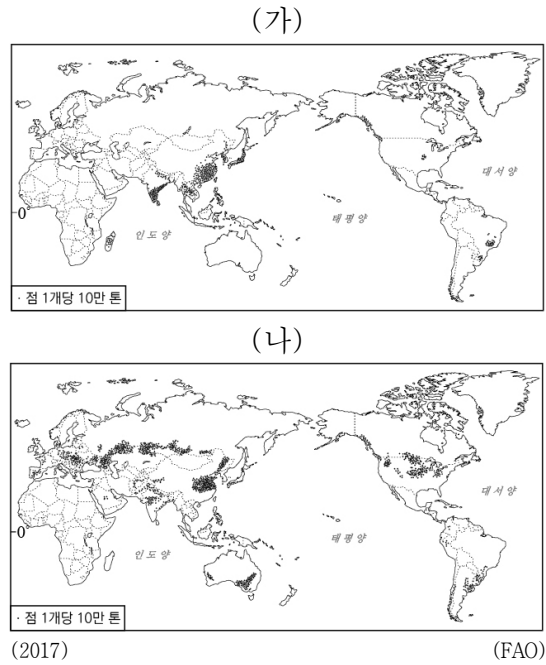 (가)
대서양
0°
인도양
태평양
· 점 1개당 10만 톤
(나)
대서양
0°
인도양
태평양
· 점 1개당 10만 톤
(2017) (FAO)